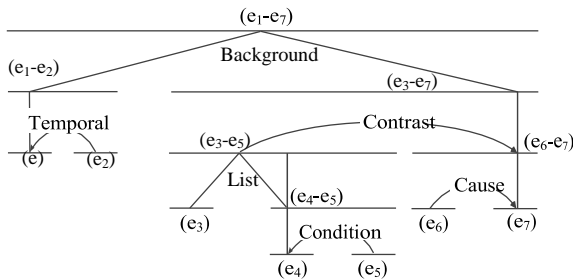 (e₁-e₇)
Background
(e₁-e₂)
(e₃-e₇)
Temporal
(e)
(e₂)
(e₃-e₅)
Contrast
(e₆-e₇)
List
(e₄-e₅)
Cause
(e₃)
(e₆)
(e₇)
Condition
(e₄)
(e₅)